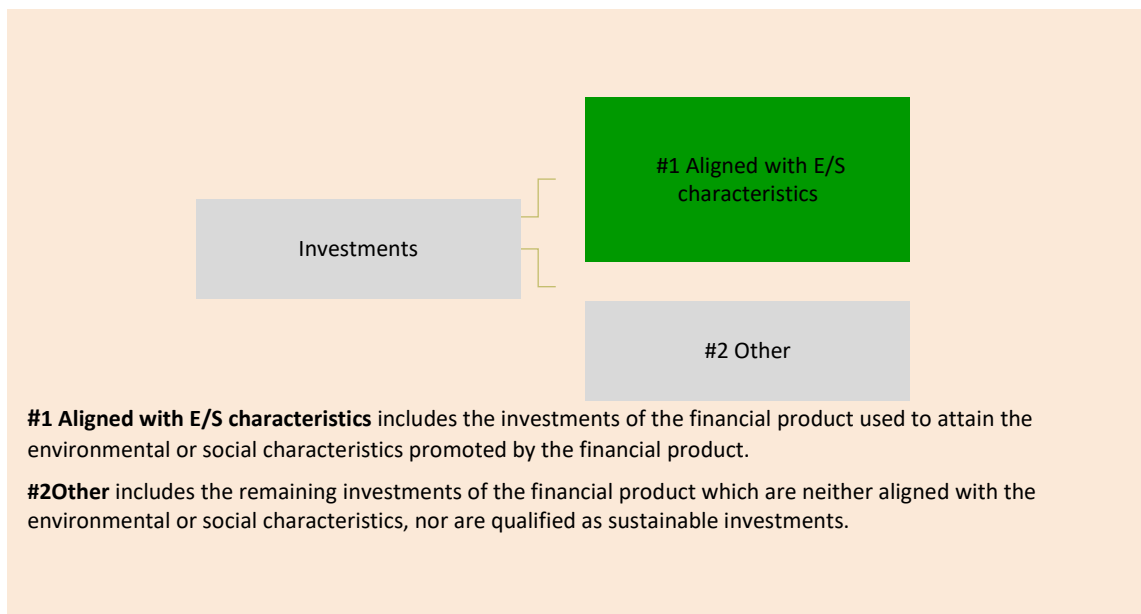 #1 Aligned with E/S
characteristics
Investments
#2 Other
#1 Aligned with E/S characteristics includes the investments of the financial product used to attain the
environmental or social characteristics promoted by the financial product.
#2Other includes the remaining investments of the financial product which are neither aligned with the
environmental or social characteristics, nor are qualified as sustainable investments.